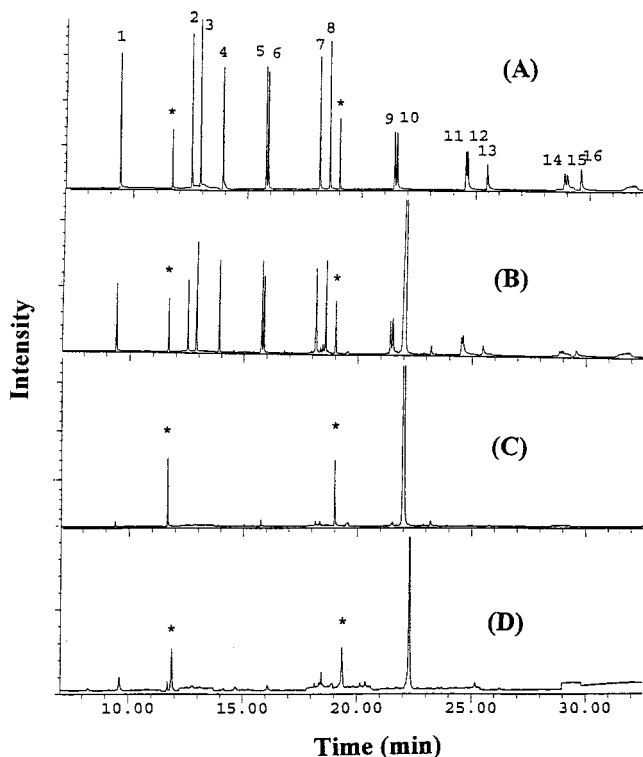 1 2 3 4 5 6 7 8 9 10 11 12 13 14 15 16
* *
(A)
* *
(B)
* *
(C)
* *
(D)
Intensity
10.00 15.00 20.00 25.00 30.00
Time (min)